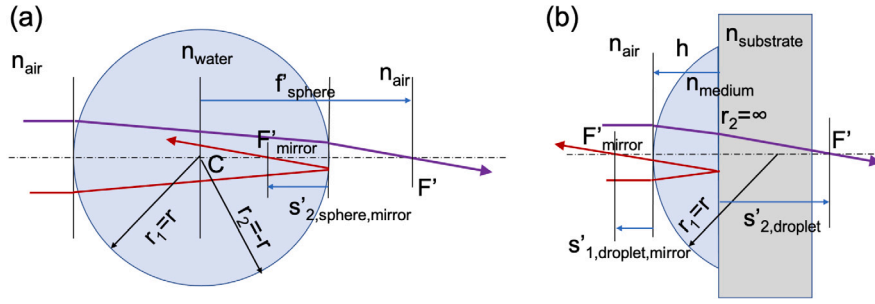 (a)
n_water
n_air
f'_sphere
n_air
F'_mirror
C
F'
r_1=r
r_2=-r
s'_2,sphere,mirror
(b)
n_air
h
n_substrate
n_medium
r_2=∞
F'_mirror
F'
r_1=r
s'_2,droplet
s'_1,droplet,mirror